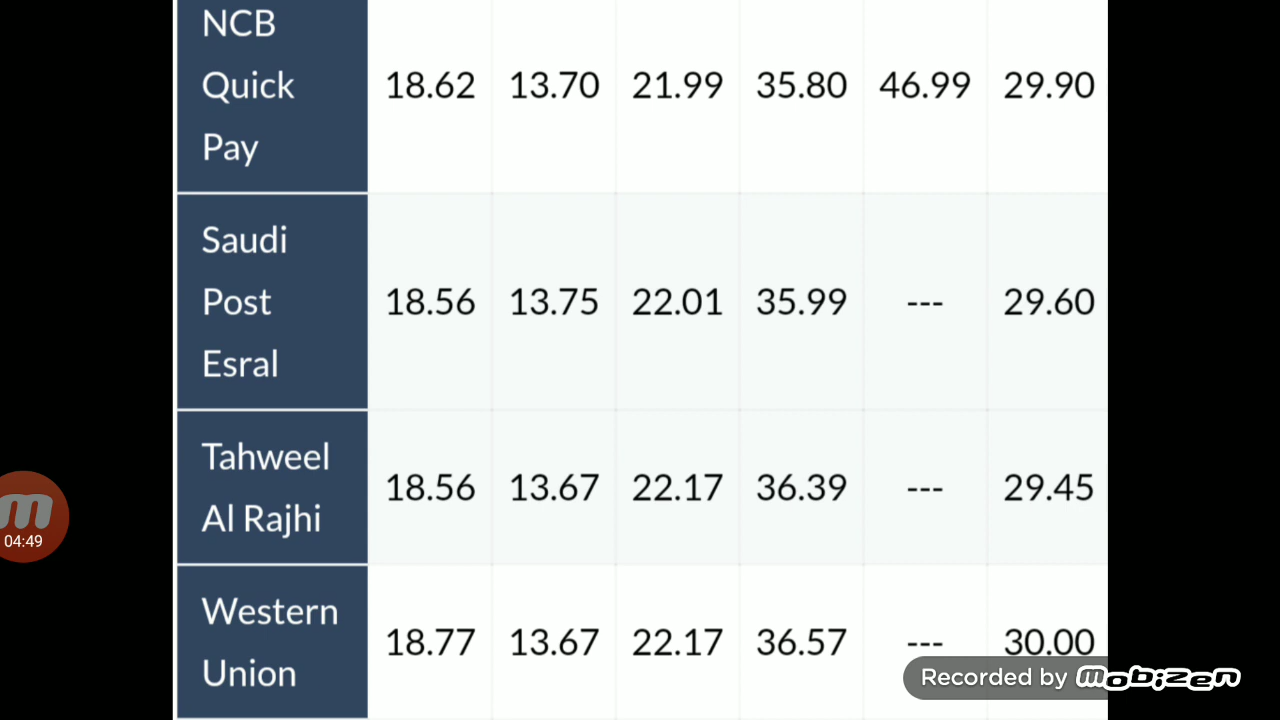 NCB
Quick
Pay
18.62 13.70 21.99 35.80 46.99 29.90
Saudi
Post
Esral
18.56 13.75 22.01 35.99 --- 29.60
Tahweel
Al Rajhi
18.56 13.67 22.17 36.39 --- 29.45
Western
Union
18.77 13.67 22.17 36.57 --- 30.00
m
04:49
Recorded by mobizen